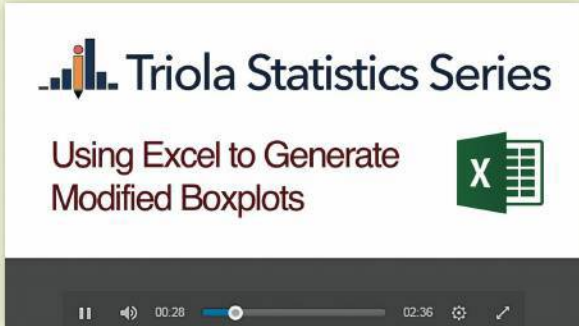 Triola Statistics Series
Using Excel to Generate
Modified Boxplots
X
00:28 02:36